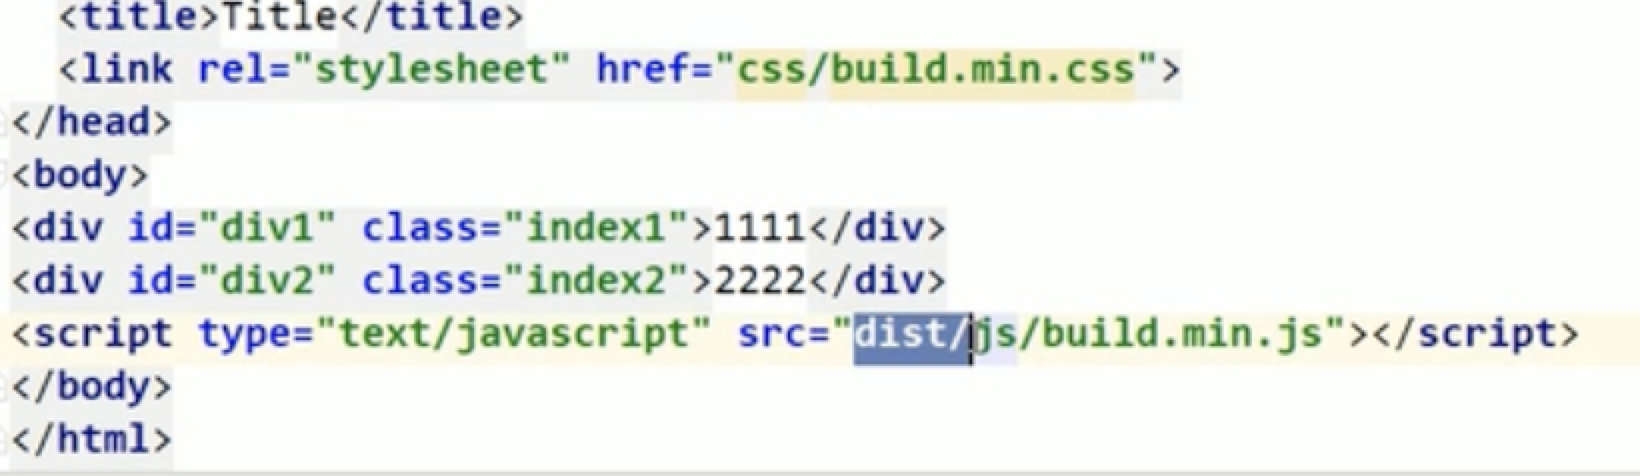 <title>Title</title>
<link rel="stylesheet" href="css/build.min.css">
</head>
<body>
<div id="div1" class="index1">1111</div>
<div id="div2" class="index2">2222</div>
<script type="text/javascript" src="dist/js/build.min.js"></script>
</body>
</html>